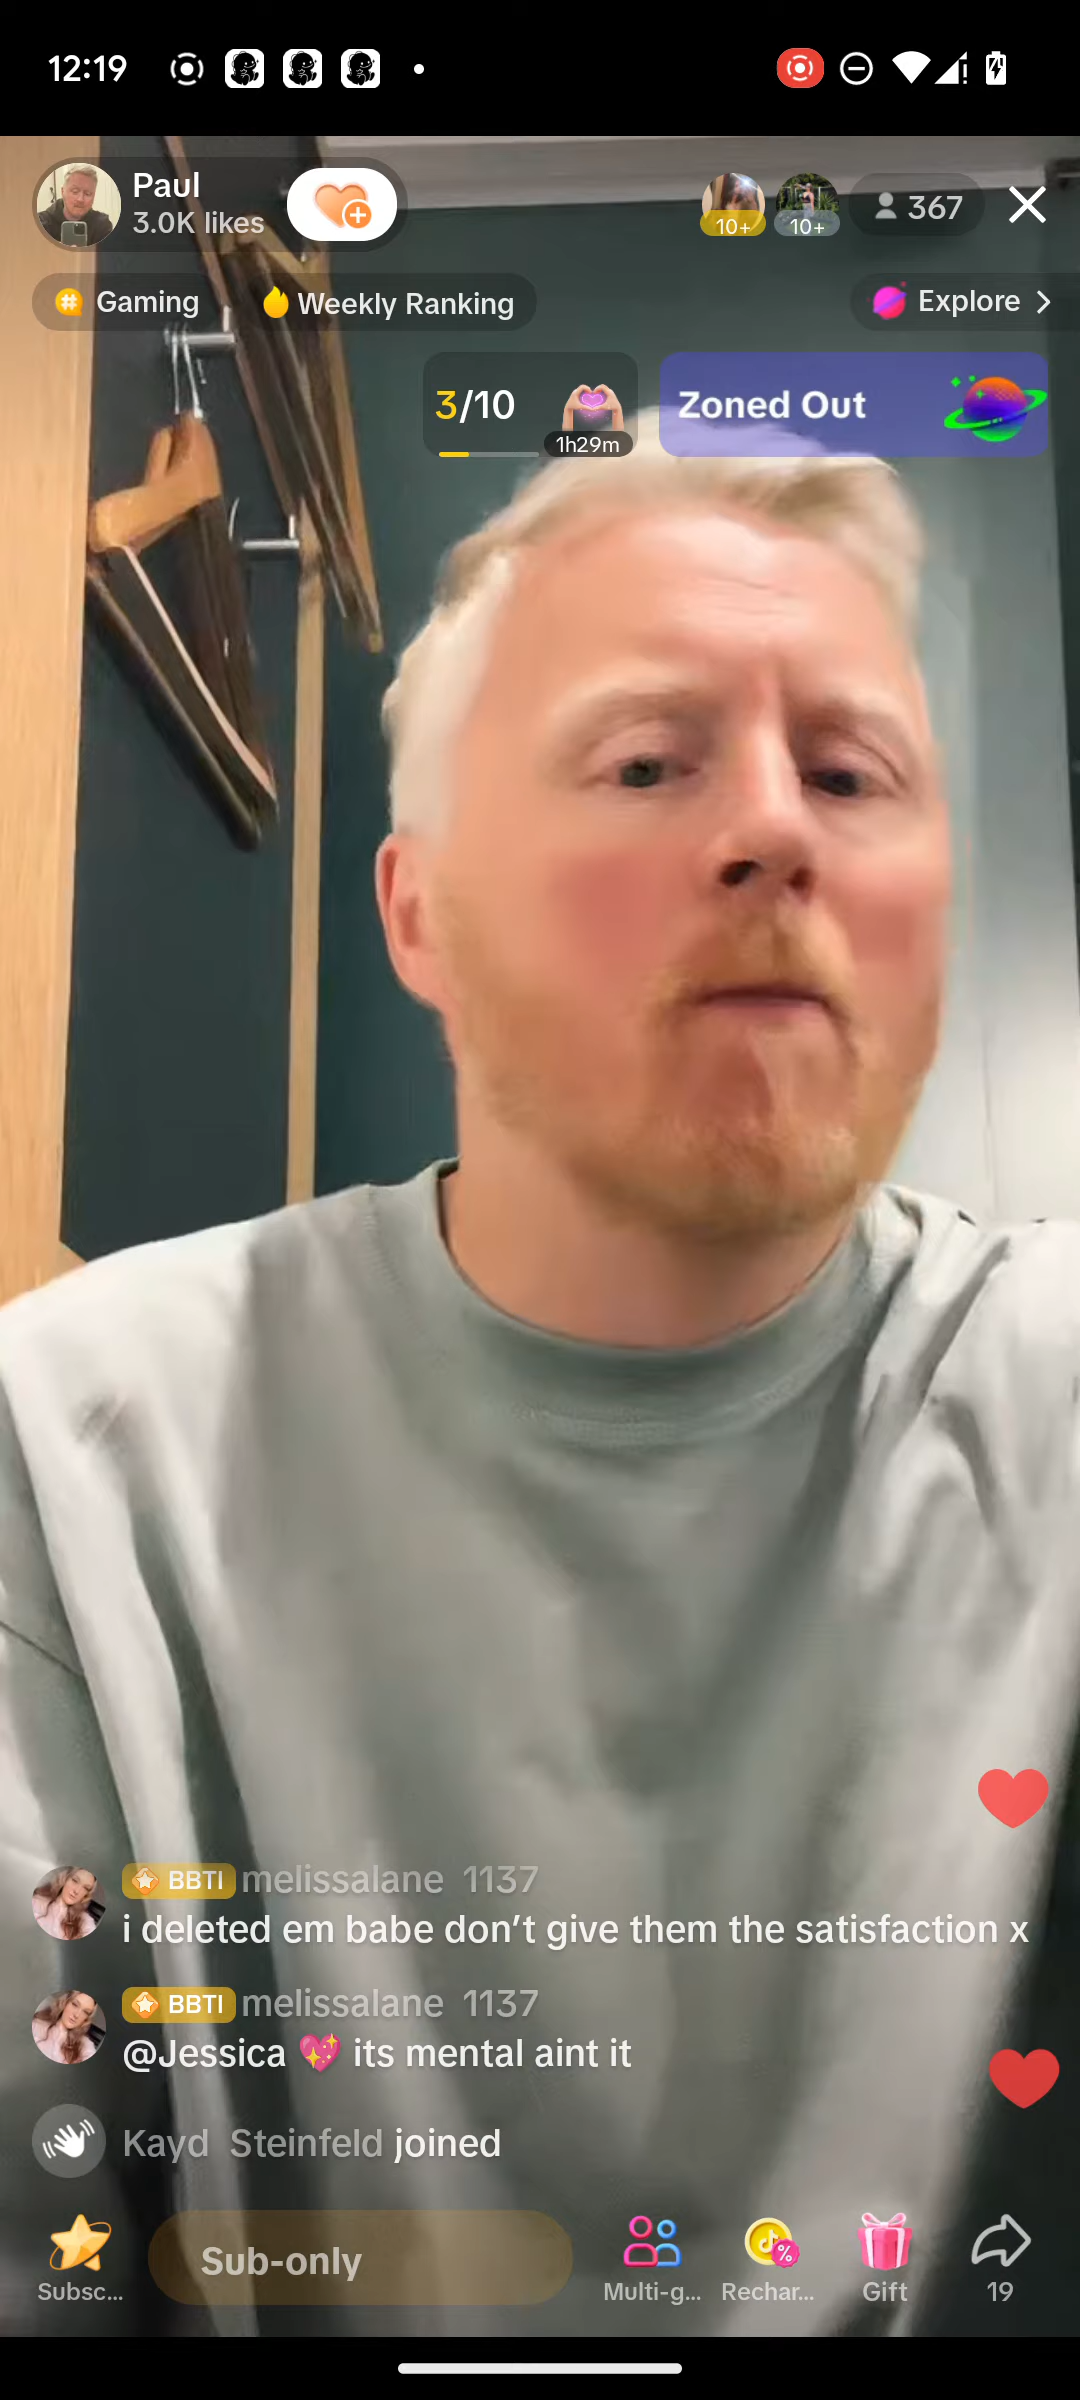 12:19
Paul
3.0K likes
10+
10+
367
Gaming
Weekly Ranking
Explore
3/10
1h29m
Zoned Out
BBTI melissalane 1137
i deleted em babe don’t give them the satisfaction x
BBTI melissalane 1137
@Jessica 💖 its mental aint it
Kayd Steinfeld joined
Sub-only
Subsc...
Multi-g...
Rechar...
Gift
19